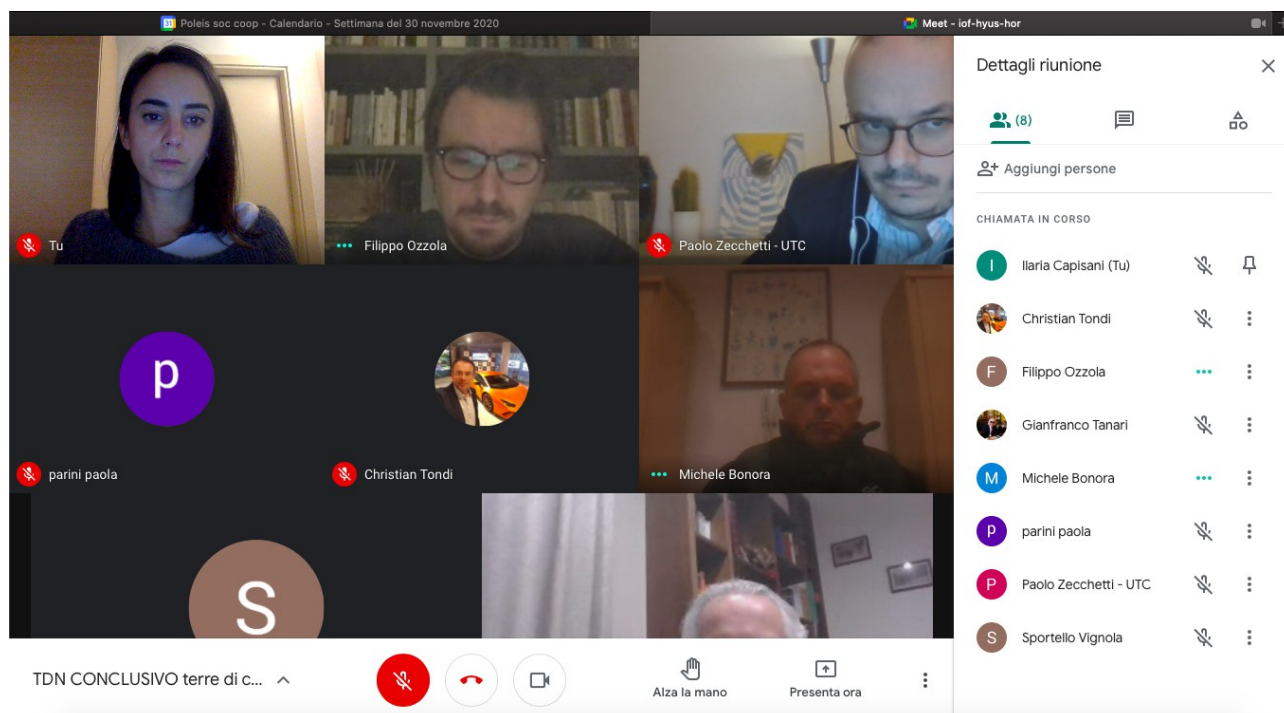 Poleis soc coop - Calendario - Settimana del 30 novembre 2020
Meet - iof-hyus-hor
Tu
Filippo Ozzola
Paolo Zecchetti - UTC
p
parini paola
Christian Tondi
Michele Bonora
S
TDN CONCLUSIVO terre di c...
Alza la mano
Presenta ora
Dettagli riunione
(8)
Aggiungi persone
CHIAMATA IN CORSO
I Ilaria Capisani (Tu)
Christian Tondi
F Filippo Ozzola
Gianfranco Tanari
M Michele Bonora
p parini paola
P Paolo Zecchetti - UTC
S Sportello Vignola